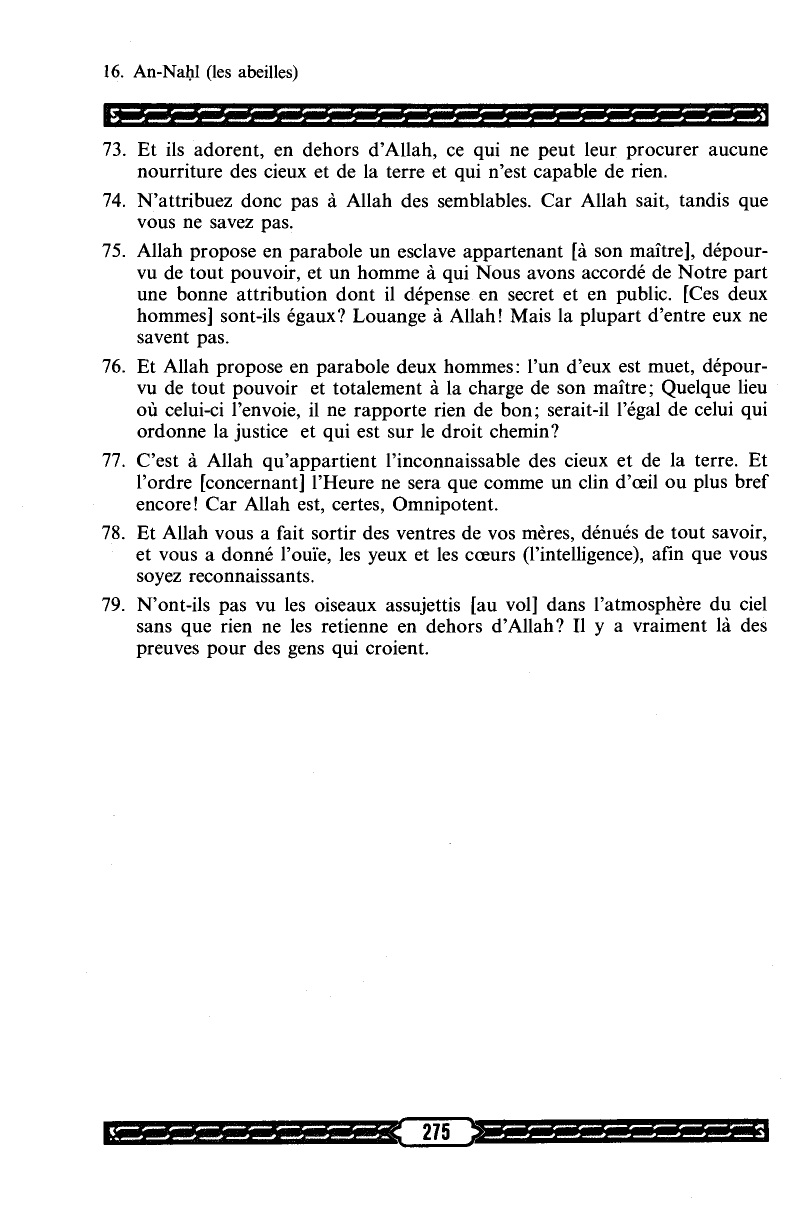 16. An-Naḥl (les abeilles)
73. Et ils adorent, en dehors d’Allah, ce qui ne peut leur procurer aucune
nourriture des cieux et de la terre et qui n’est capable de rien.
74. N’attribuez donc pas à Allah des semblables. Car Allah sait, tandis que
vous ne savez pas.
75. Allah propose en parabole un esclave appartenant [à son maître], dépour-
vu de tout pouvoir, et un homme à qui Nous avons accordé de Notre part
une bonne attribution dont il dépense en secret et en public. [Ces deux
hommes] sont-ils égaux? Louange à Allah! Mais la plupart d’entre eux ne
savent pas.
76. Et Allah propose en parabole deux hommes: l’un d’eux est muet, dépour-
vu de tout pouvoir et totalement à la charge de son maître; Quelque lieu
où celui-ci l’envoie, il ne rapporte rien de bon; serait-il l’égal de celui qui
ordonne la justice et qui est sur le droit chemin?
77. C’est à Allah qu’appartient l’inconnaissable des cieux et de la terre. Et
l’ordre [concernant] l’Heure ne sera que comme un clin d’œil ou plus bref
encore! Car Allah est, certes, Omnipotent.
78. Et Allah vous a fait sortir des ventres de vos mères, dénués de tout savoir,
et vous a donné l’ouïe, les yeux et les cœurs (l’intelligence), afin que vous
soyez reconnaissants.
79. N’ont-ils pas vu les oiseaux assujettis [au vol] dans l’atmosphère du ciel
sans que rien ne les retienne en dehors d’Allah? Il y a vraiment là des
preuves pour des gens qui croient.
275